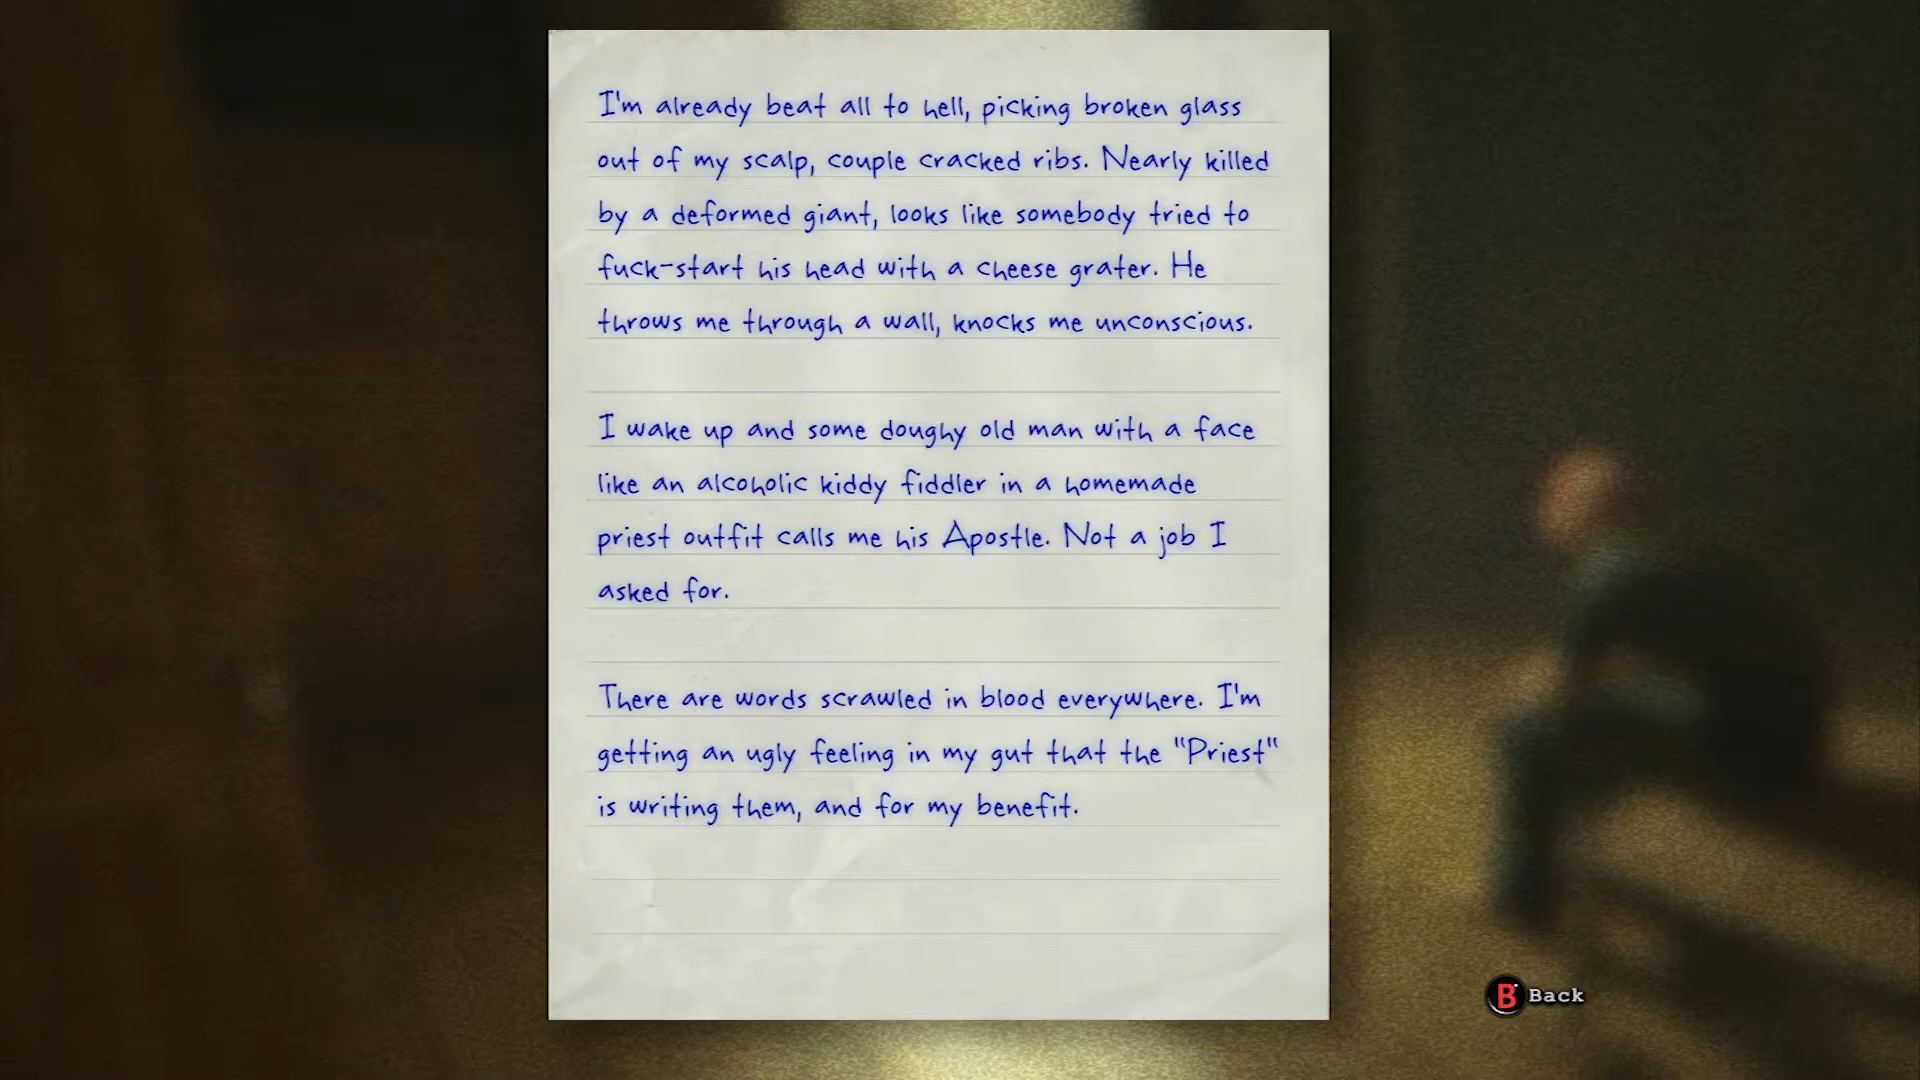 I'm already beat all to hell, picking broken glass
out of my scalp, couple cracked ribs. Nearly killed
by a deformed giant, looks like somebody tried to
fuck-start his head with a cheese grater. He
throws me through a wall, knocks me unconscious.
I wake up and some doughy old man with a face
like an alcoholic kiddy fiddler in a homemade
priest outfit calls me his Apostle. Not a job I
asked for.
There are words scrawled in blood everywhere. I'm
getting an ugly feeling in my gut that the "Priest"
is writing them, and for my benefit.
B Back